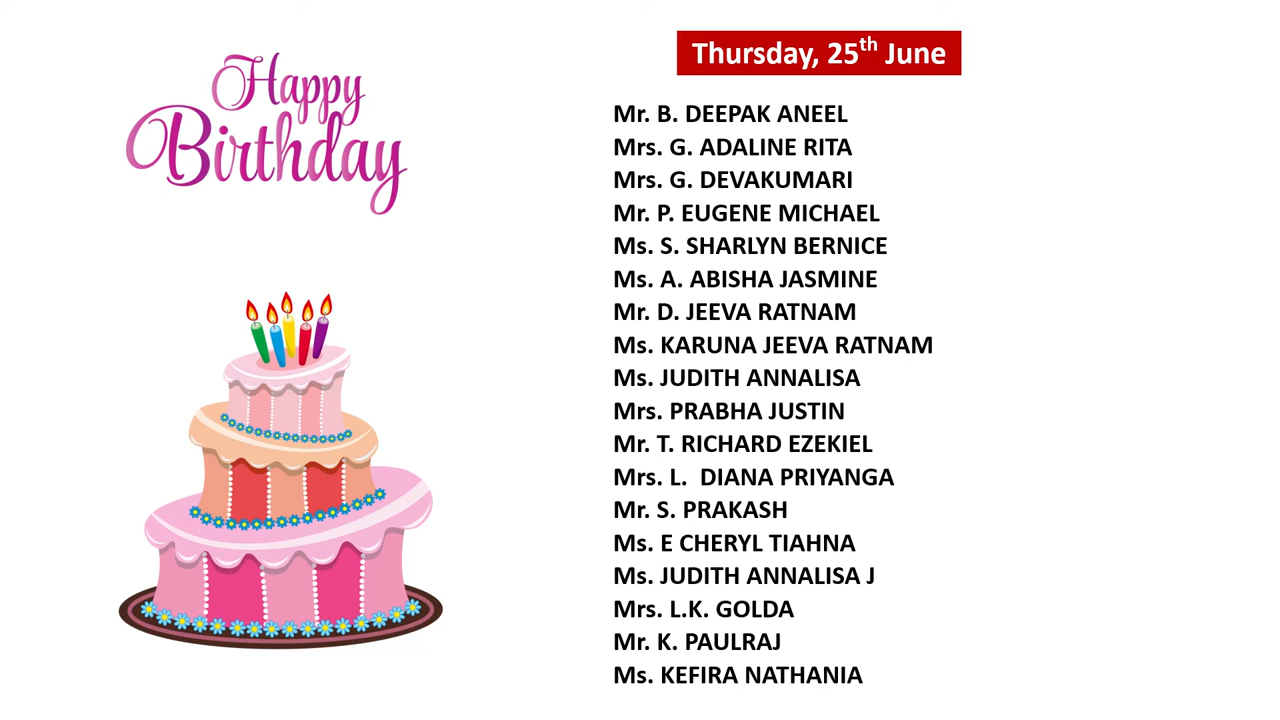 Happy
Birthday
Thursday, 25th June
Mr. B. DEEPAK ANEEL
Mrs. G. ADALINE RITA
Mrs. G. DEVAKUMARI
Mr. P. EUGENE MICHAEL
Ms. S. SHARLYN BERNICE
Ms. A. ABISHA JASMINE
Mr. D. JEEVA RATNAM
Ms. KARUNA JEEVA RATNAM
Ms. JUDITH ANNALISA
Mrs. PRABHA JUSTIN
Mr. T. RICHARD EZEKIEL
Mrs. L.  DIANA PRIYANGA
Mr. S. PRAKASH
Ms. E CHERYL TIAHNA
Ms. JUDITH ANNALISA J
Mrs. L.K. GOLDA
Mr. K. PAULRAJ
Ms. KEFIRA NATHANIA